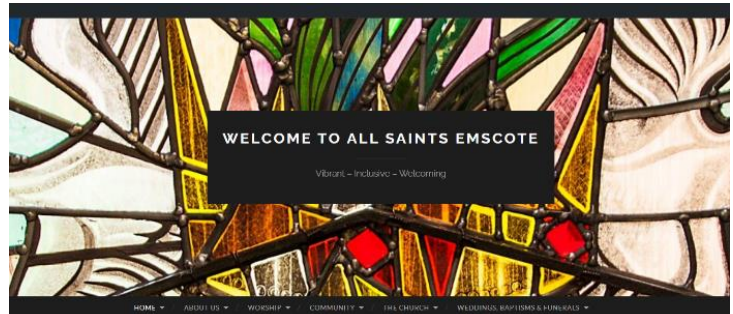 WELCOME TO ALL SAINTS EMSCOTE
Vibrant – Inclusive – Welcoming
HOME / ABOUT US / WORSHIP / COMMUNITY / THE CHURCH / WEDDINGS, BAPTISMS & FUNERALS